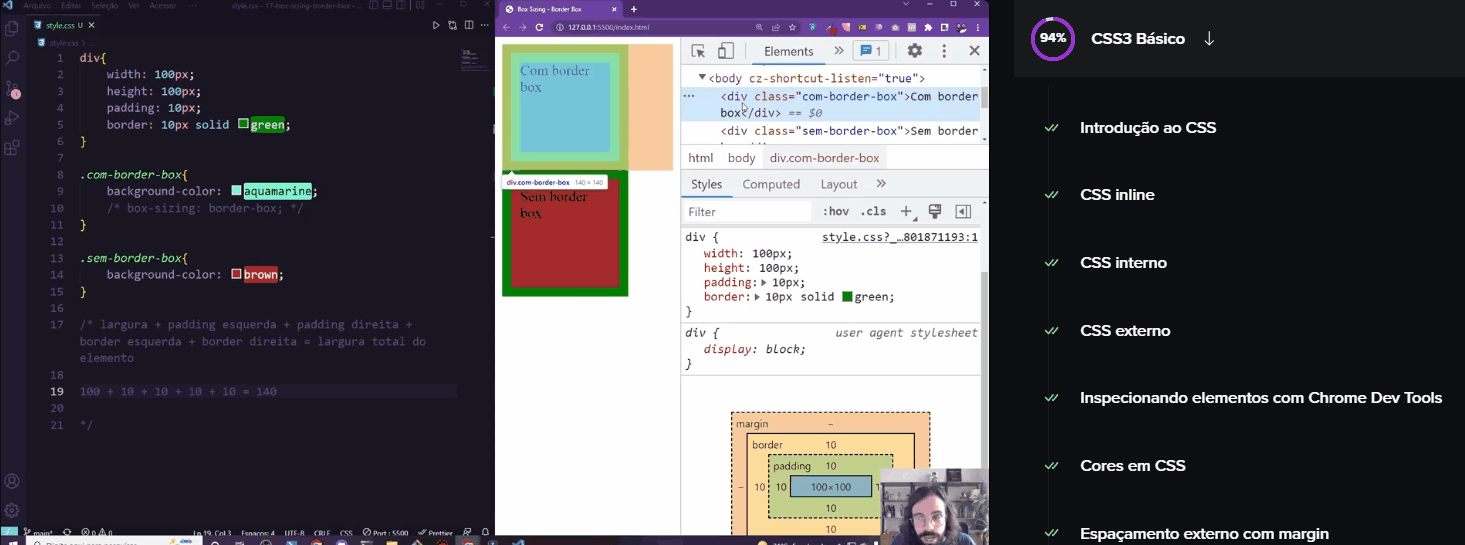 Arquivo Editar Seleção Ver Acessar ... style.css - 17-box-sizing-border-box -
style.css U
style.css > ...
1 div{
2 width: 100px;
3 height: 100px;
4 padding: 10px;
5 border: 10px solid green;
6 }
7
8 .com-border-box{
9 background-color: aquamarine;
10 /* box-sizing: border-box; */
11 }
12
13 .sem-border-box{
14 background-color: brown;
15 }
16
17 /* largura + padding esquerda + padding direita +
border esquerda + border direita = largura total do
elemento
18
19 100 + 10 + 10 + 10 + 10 = 140
20
21 */
main* 0 0 Ln 19, Col 3 Espaços: 4 UTF-8 CRLF CSS Port : 5500 Prettier
Box Sizing - Border Box
127.0.0.1:5500/index.html
Com border
box
div.com-border-box 140 × 140
Sem border
box
Elements » 1
<body cz-shortcut-listen="true">
... <div class="com-border-box">Com border
box</div> == $0
<div class="sem-border-box">Sem border
html body div.com-border-box
Styles Computed Layout »
Filter :hov .cls +
div { style.css?_…801871193:1
width: 100px;
height: 100px;
padding: 10px;
border: 10px solid green;
}
div { user agent stylesheet
display: block;
}
margin -
border 10
padding 10
- 10 10 100×100 1
10
10
94% CSS3 Básico
Introdução ao CSS
CSS inline
CSS interno
CSS externo
Inspecionando elementos com Chrome Dev Tools
Cores em CSS
Espaçamento externo com margin